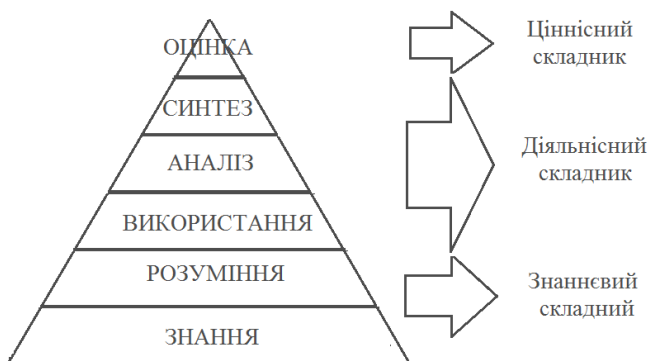 ОЦІНКА
СИНТЕЗ
АНАЛІЗ
ВИКОРИСТАННЯ
РОЗУМІННЯ
ЗНАННЯ
Ціннісний
складник
Діяльнісний
складник
Знаннєвий
складний